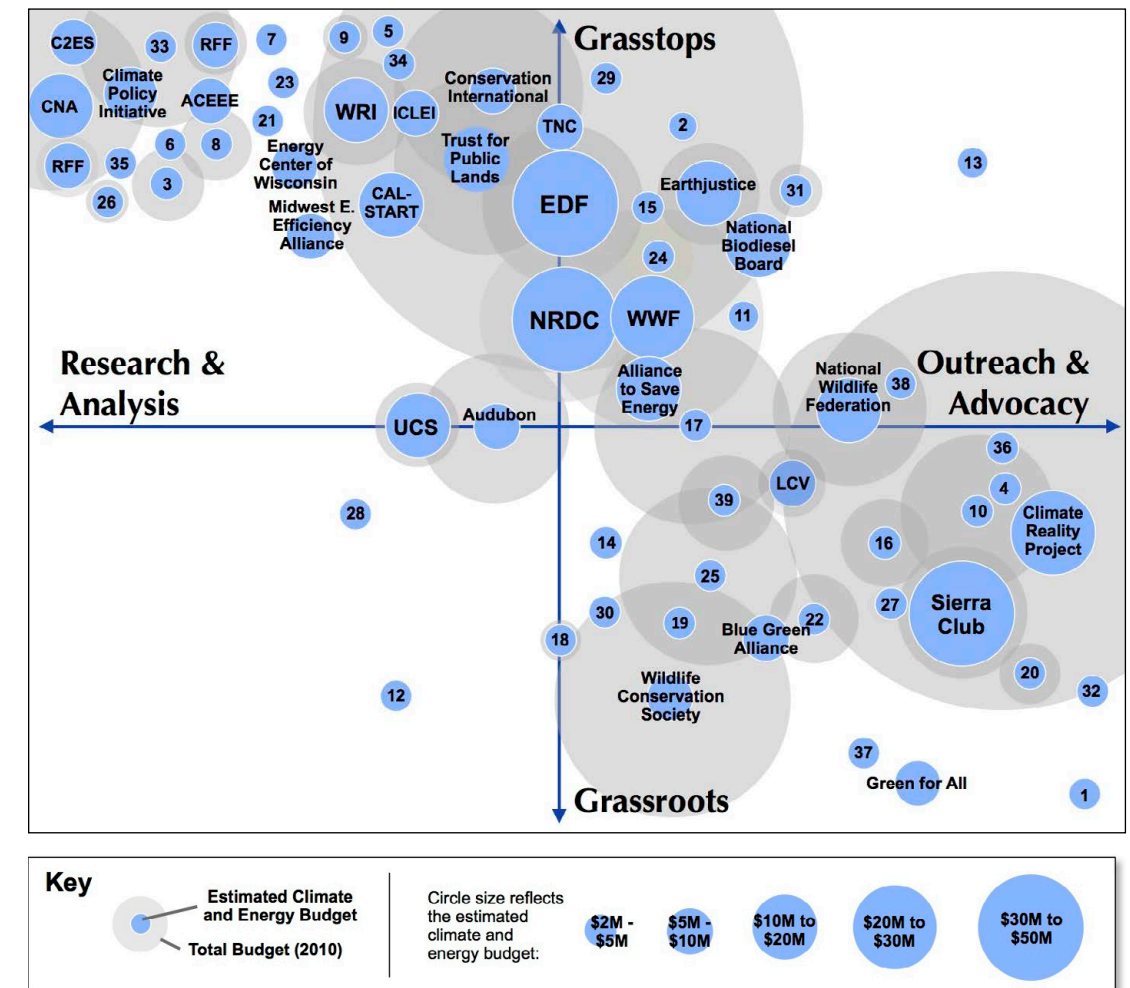 Grasstops
C2ES
33
RFF
7
9
5
34
29
Climate
Policy
Initiative
23
Conservation
International
CNA
ACEEE
21
WRI
ICLEI
TNC
2
6
8
Trust for
Public
Lands
Energy
Center of
Wisconsin
RFF
35
3
26
13
Earthjustice
31
CAL-
START
EDF
15
Midwest E.
Efficiency
Alliance
National
Biodiesel
Board
24
NRDC
WWF
11
Research &
Analysis
Alliance
to Save
Energy
National
Wildlife
Federation
38
Outreach &
Advocacy
UCS
Audubon
17
36
LCV
4
39
10
28
Climate
Reality
Project
14
16
25
30
27
Sierra
Club
19
22
18
Blue Green
Alliance
20
12
Wildlife
Conservation
Society
32
37
Green for All
1
Grassroots
Key
Estimated Climate
and Energy Budget
Total Budget (2010)
Circle size reflects
the estimated
climate and
energy budget:
$2M -
$5M
$5M -
$10M
$10M to
$20M
$20M to
$30M
$30M to
$50M